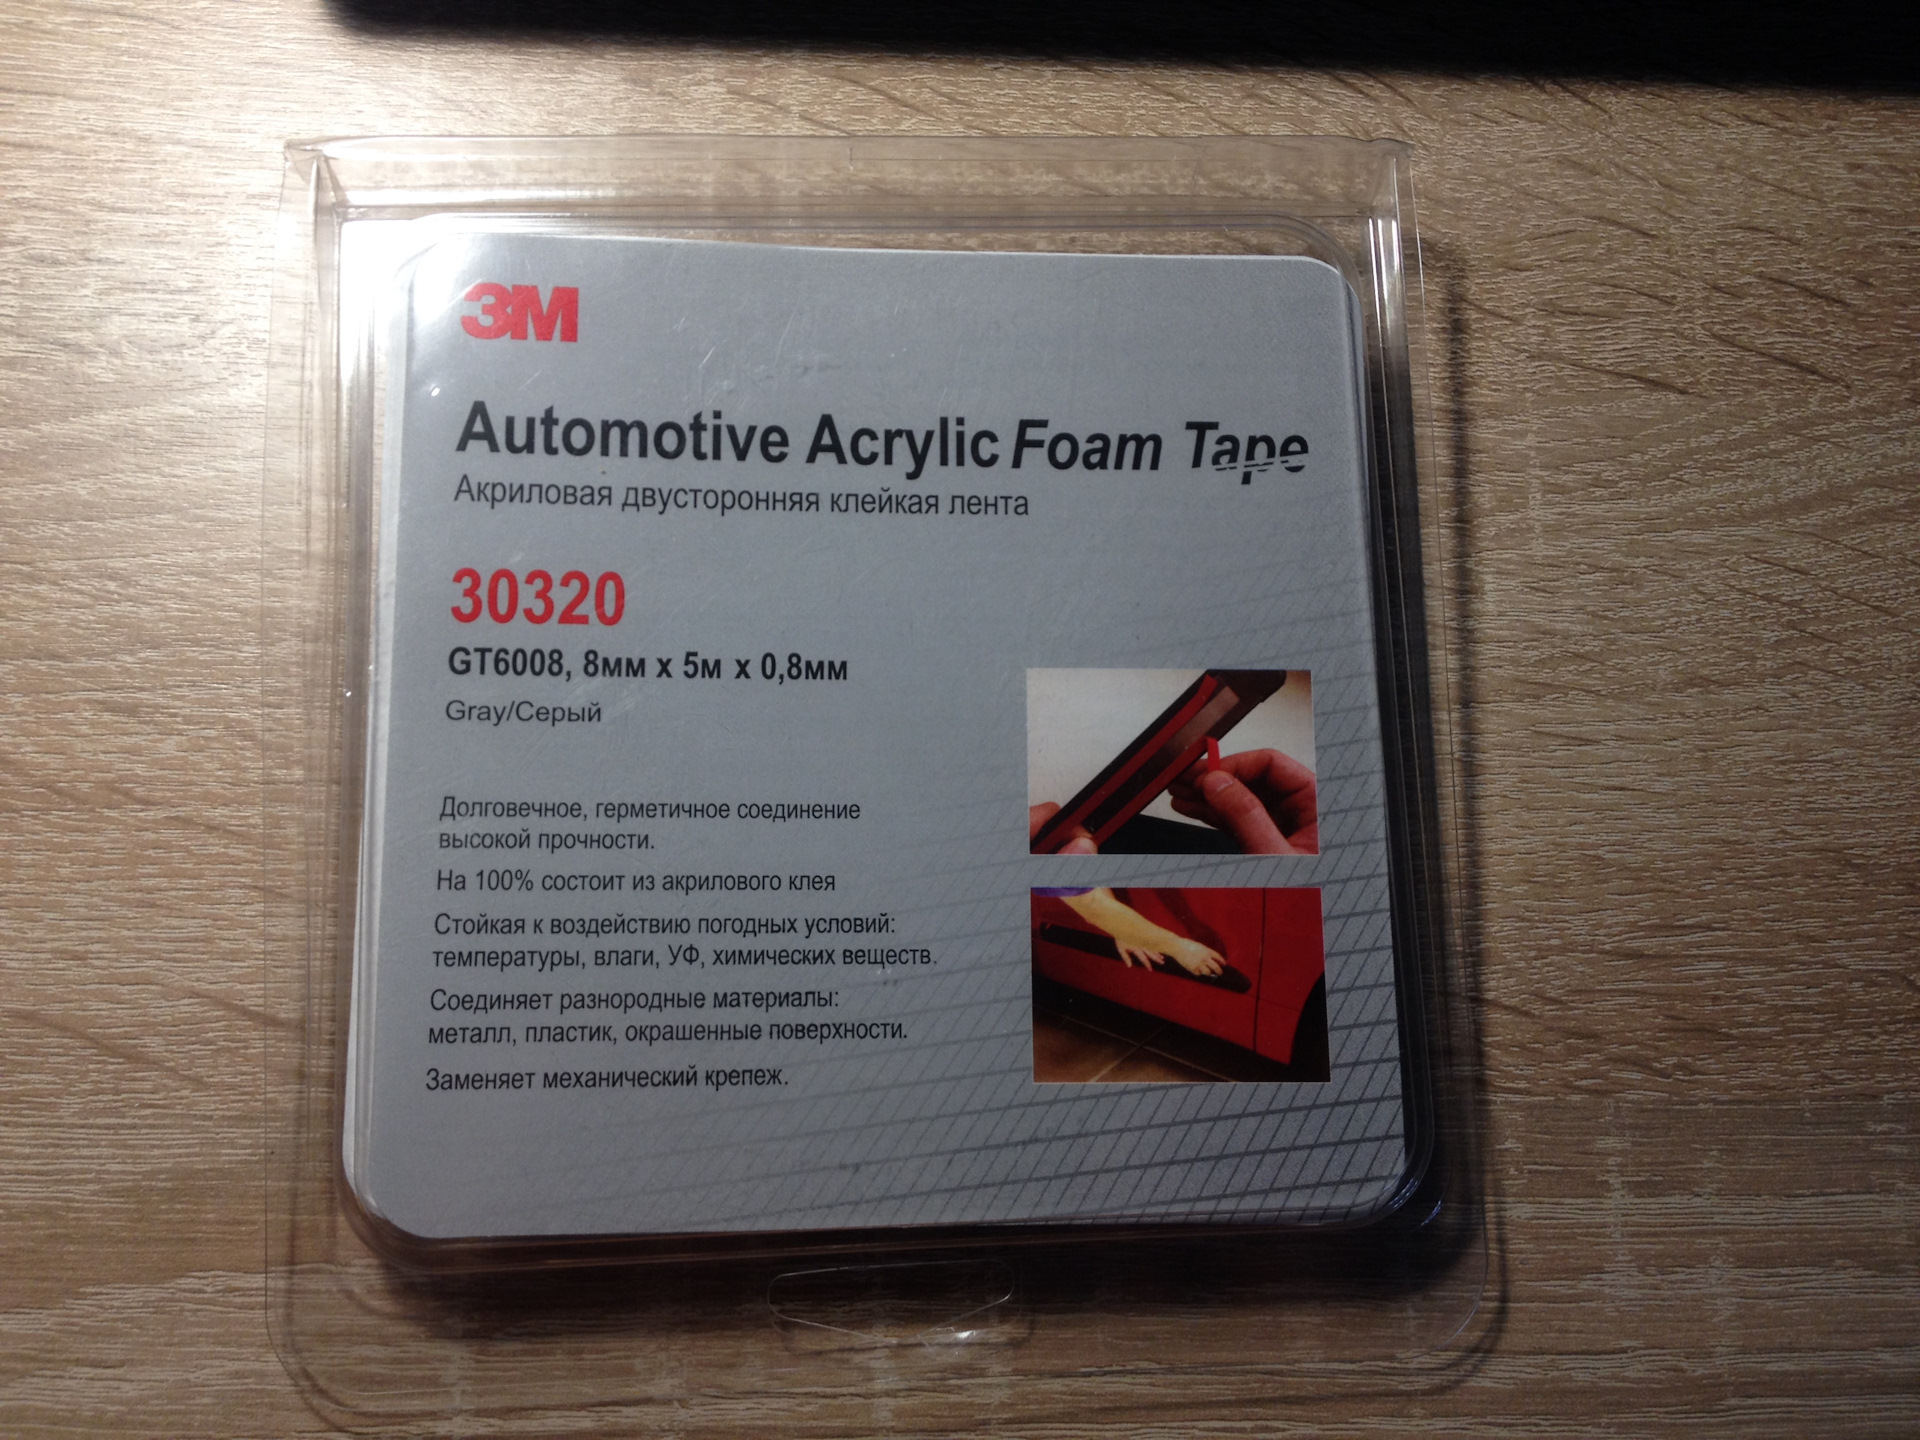 3M
Automotive Acrylic Foam Tape
Акриловая двусторонняя клейкая лента
30320
GT6008, 8мм x 5м x 0,8мм
Gray/Серый
Долговечное, герметичное соединение
высокой прочности.
На 100% состоит из акрилового клея
Стойкая к воздействию погодных условий:
температуры, влаги, УФ, химических веществ.
Соединяет разнородные материалы:
металл, пластик, окрашенные поверхности.
Заменяет механический крепеж.